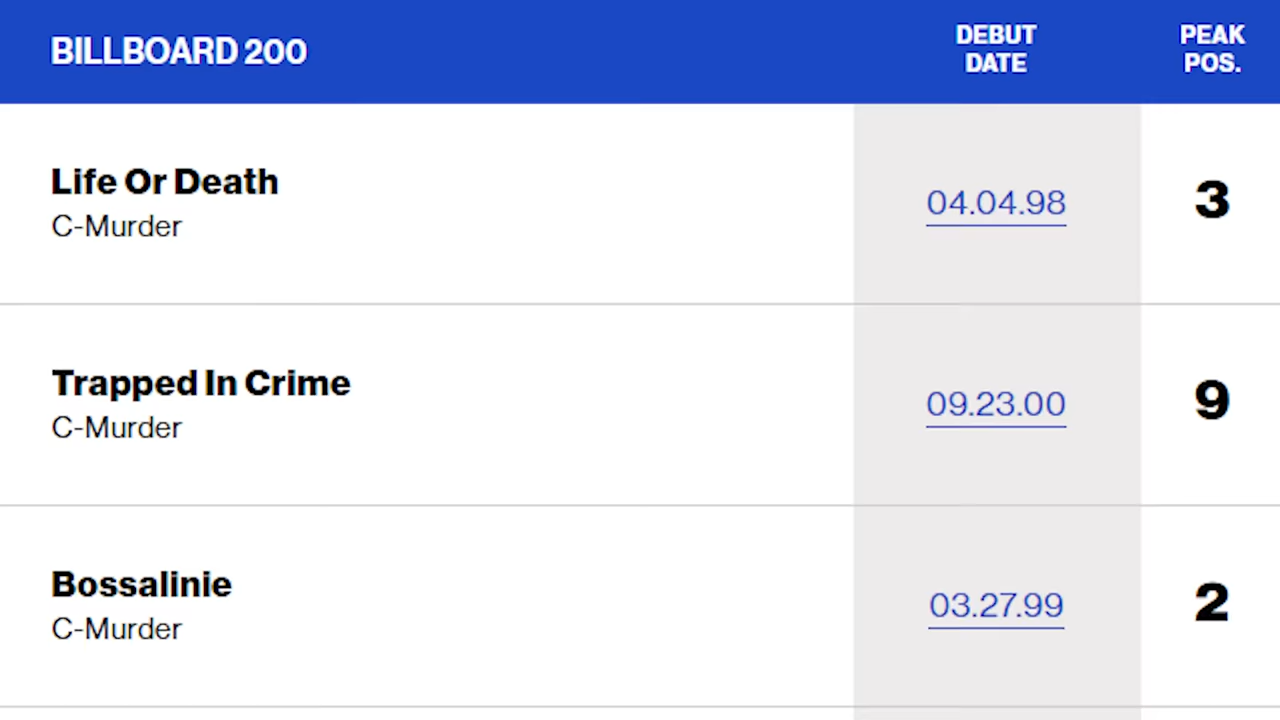 BILLBOARD 200
DEBUT
DATE
PEAK
POS.
Life Or Death
C-Murder
04.04.98
3
Trapped In Crime
C-Murder
09.23.00
9
Bossalinie
C-Murder
03.27.99
2